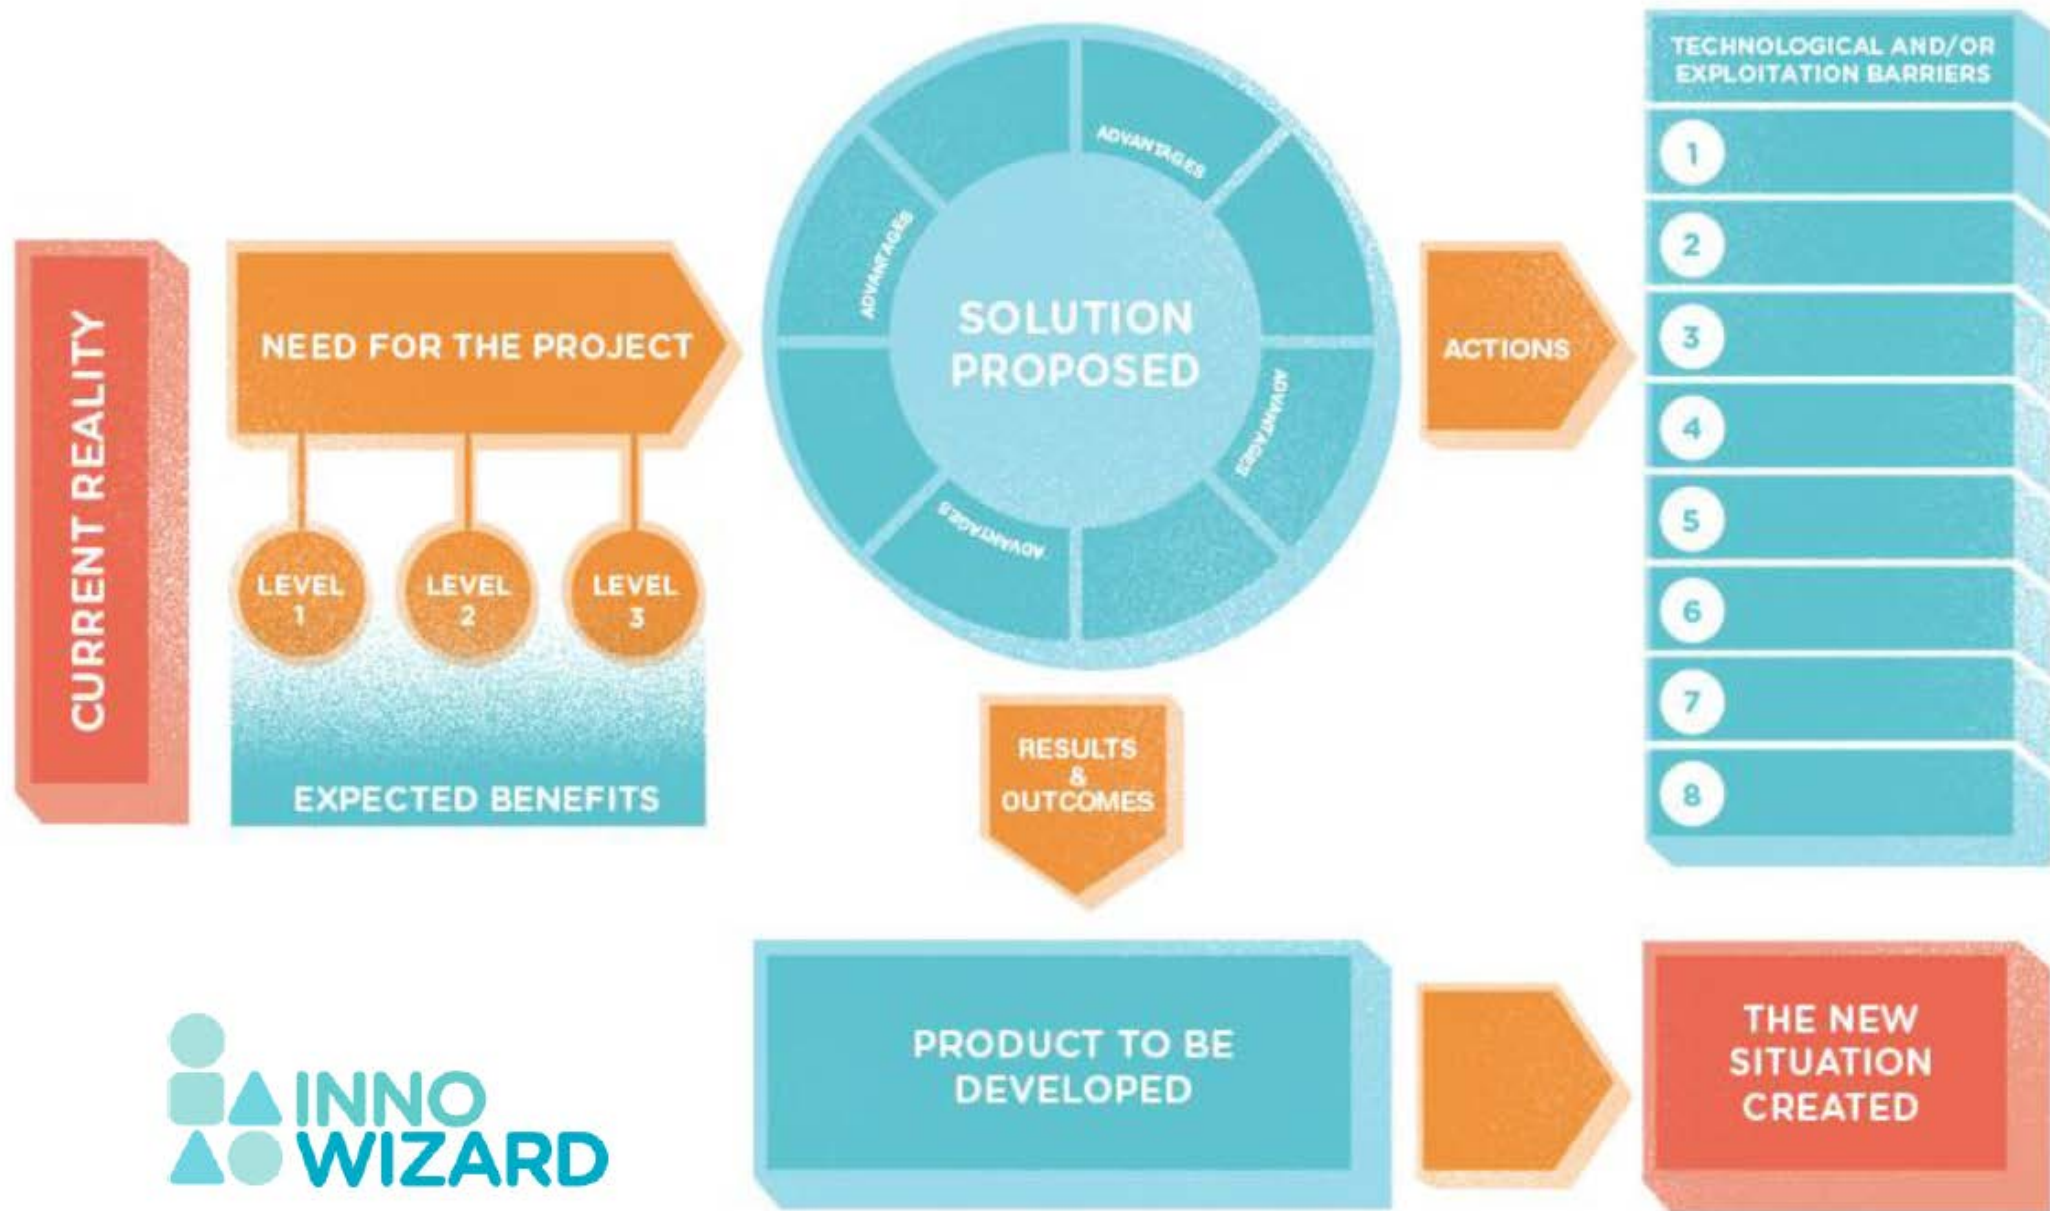 CURRENT REALITY
NEED FOR THE PROJECT
LEVEL
1
LEVEL
2
LEVEL
3
EXPECTED BENEFITS
ADVANTAGES
ADVANTAGES
ADVANTAGES
ADVANTAGES
SOLUTION
PROPOSED
ACTIONS
TECHNOLOGICAL AND/OR
EXPLOITATION BARRIERS
1
2
3
4
5
6
7
8
RESULTS
&
OUTCOMES
PRODUCT TO BE
DEVELOPED
THE NEW
SITUATION
CREATED
INNO
WIZARD